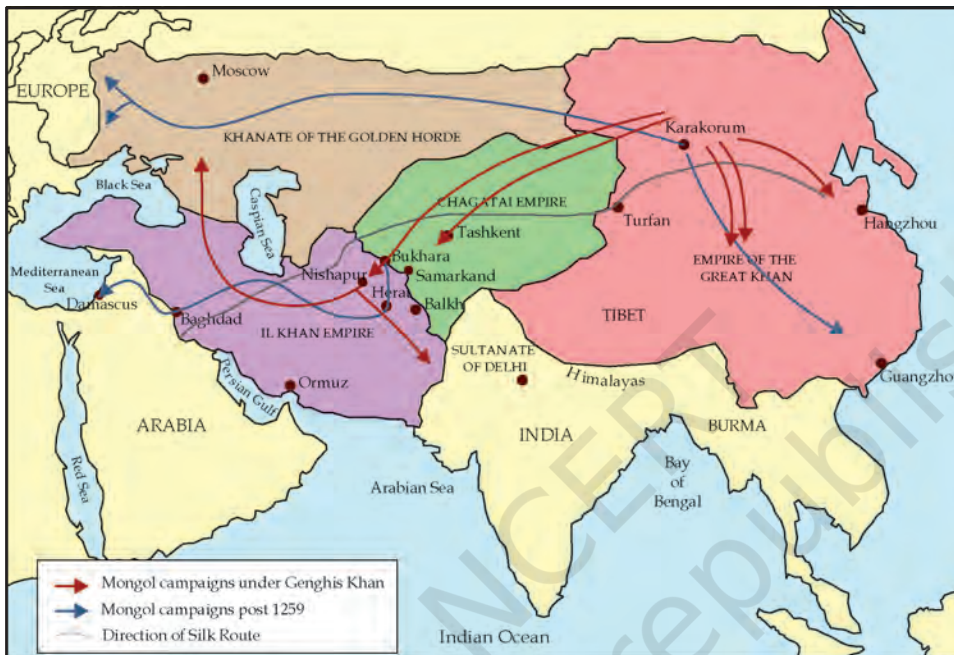 Moscow
EUROPE
KHANATE OF THE GOLDEN HORDE
Karakorum
Black Sea
Caspian Sea
CHAGATAI EMPIRE
Turfan
Hangzhou
Tashkent
Mediterranean
Sea
Bukhara
Nishapur
Samarkand
EMPIRE OF THE
GREAT KHAN
Damascus
Herat
Balkh
Baghdad
IL KHAN EMPIRE
TIBET
SULTANATE
OF DELHI
Himalayas
Guangzho
Persian Gulf
Ormuz
ARABIA
INDIA
BURMA
Red Sea
Arabian Sea
Bay
of
Bengal
Mongol campaigns under Genghis Khan
Mongol campaigns post 1259
Direction of Silk Route
Indian Ocean
NCERT
republis